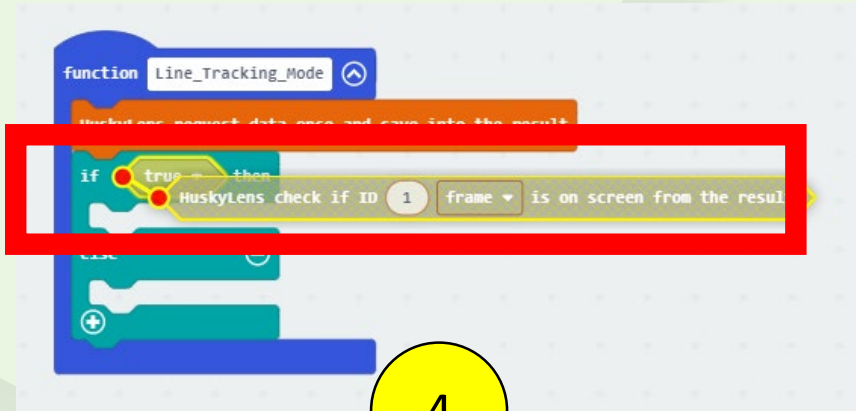 function Line_Tracking_Mode
HuskyLens request data once and save into the result
if true then
HuskyLens check if ID 1 frame is on screen from the resul
else
4